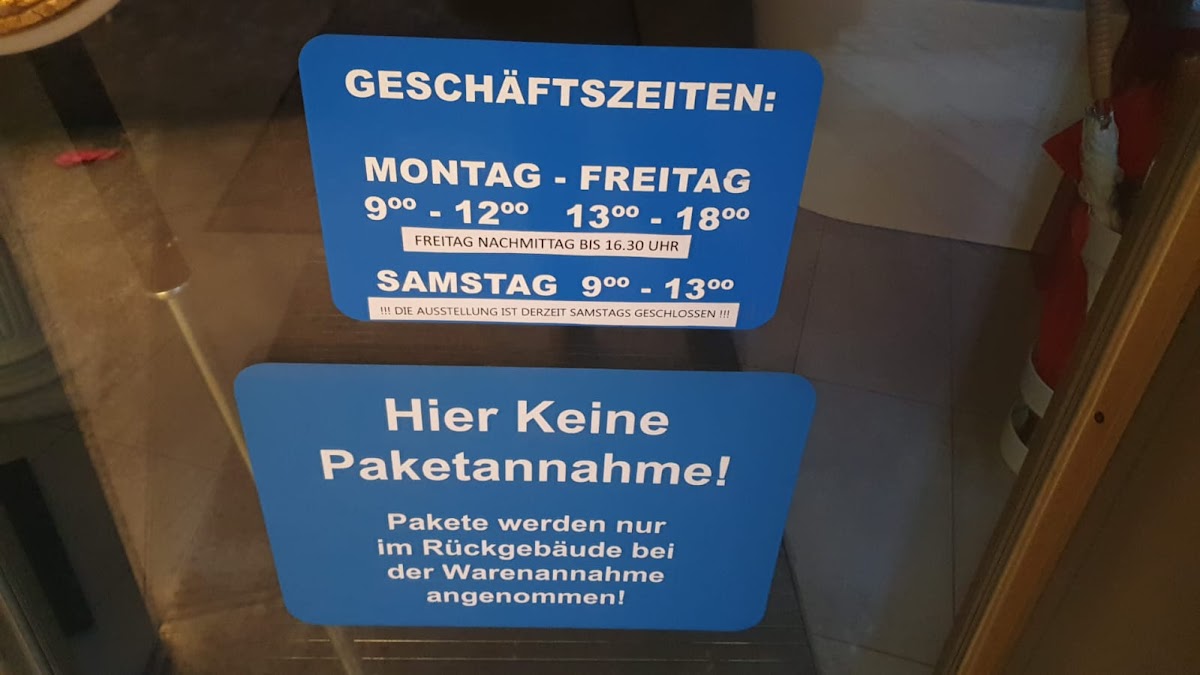 GESCHÄFTSZEITEN:
MONTAG - FREITAG
9⁰⁰ - 12⁰⁰ 13⁰⁰ - 18⁰⁰
FREITAG NACHMITTAG BIS 16.30 UHR
SAMSTAG 9⁰⁰ - 13⁰⁰
!!! DIE AUSSTELLUNG IST DERZEIT SAMSTAGS GESCHLOSSEN !!!
Hier Keine
Paketannahme!
Pakete werden nur
im Rückgebäude bei
der Warenannahme
angenommen!